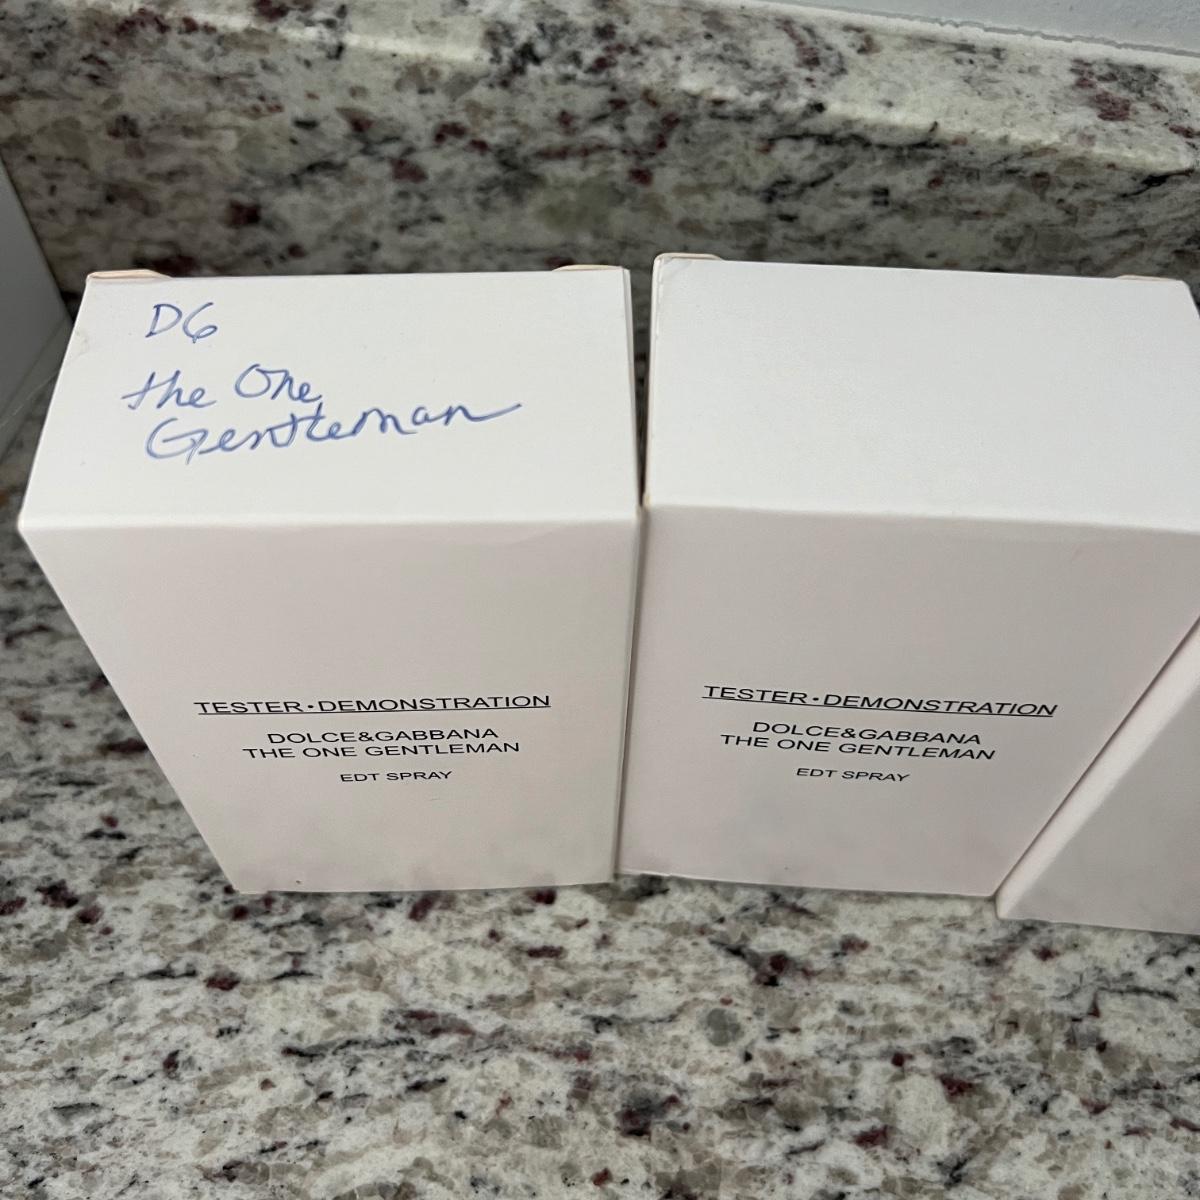 D6
the One
Gentleman
TESTER•DEMONSTRATION
DOLCE&GABBANA
THE ONE GENTLEMAN
EDT SPRAY
TESTER•DEMONSTRATION
DOLCE&GABBANA
THE ONE GENTLEMAN
EDT SPRAY